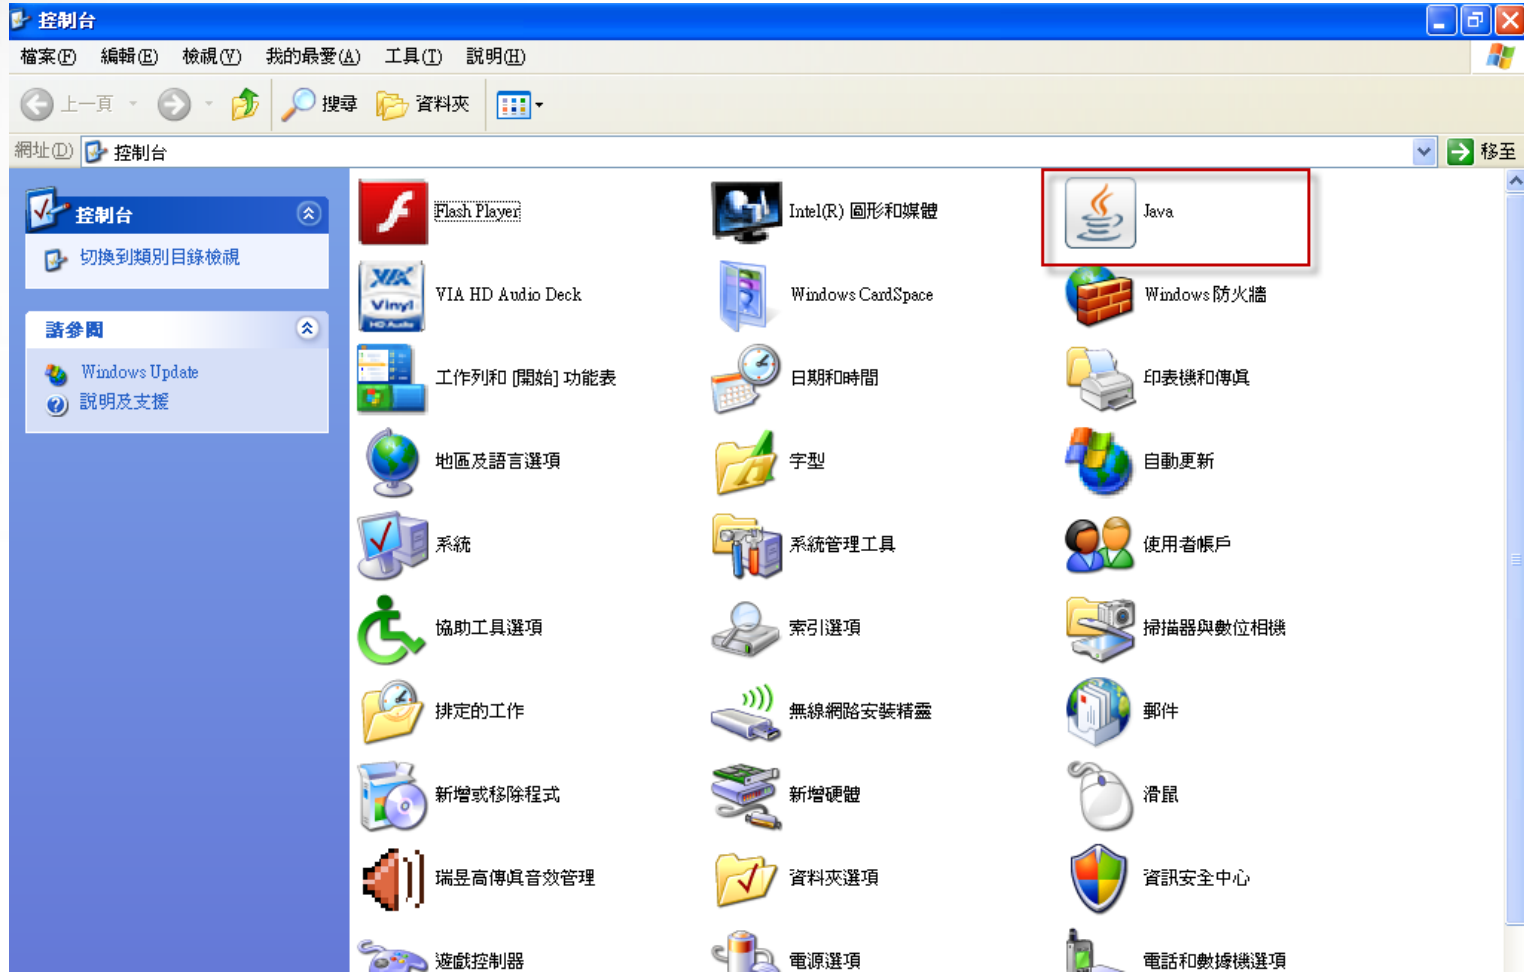 控制台
檔案(F) 編輯(E) 檢視(V) 我的最愛(A) 工具(T) 說明(H)
上一頁 搜尋 資料夾
網址(D) 控制台 移至
控制台
切換到類別目錄檢視
請參閱
Windows Update
說明及支援
Flash Player Intel(R) 圖形和媒體 Java
VIA HD Audio Deck Windows CardSpace Windows 防火牆
VIA
Vinyl
HD Audio
工作列和 [開始] 功能表 日期和時間 印表機和傳真
地區及語言選項 字型 自動更新
系統 系統管理工具 使用者帳戶
協助工具選項 索引選項 掃描器與數位相機
排定的工作 無線網路安裝精靈 郵件
新增或移除程式 新增硬體 滑鼠
瑞昱高傳真音效管理 資料夾選項 資訊安全中心
遊戲控制器 電源選項 電話和數據機選項